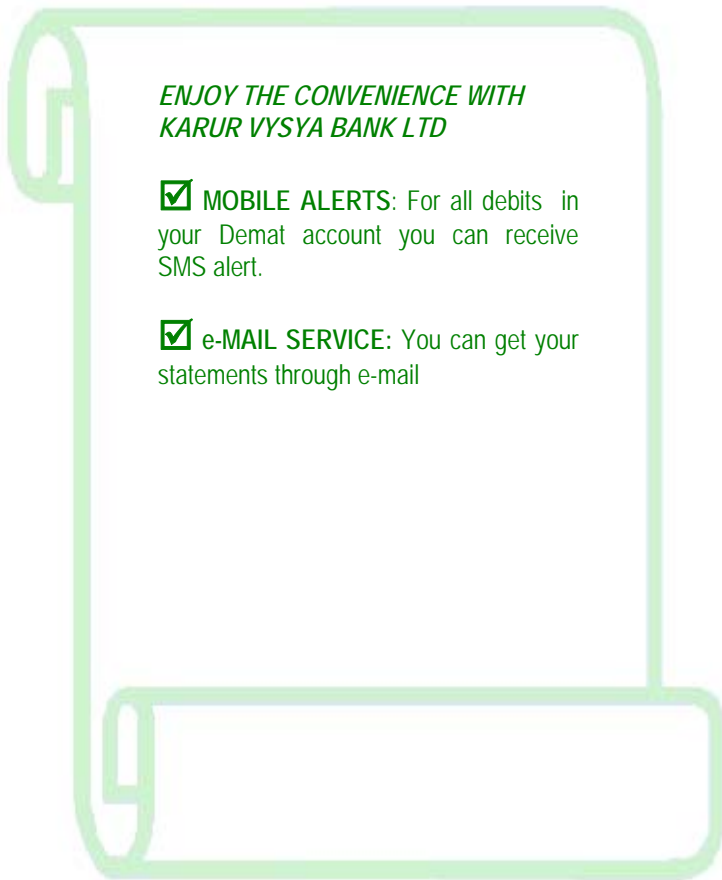 ENJOY THE CONVENIENCE WITH
KARUR VYSYA BANK LTD
☑ MOBILE ALERTS: For all debits in
your Demat account you can receive
SMS alert.
☑ e-MAIL SERVICE: You can get your
statements through e-mail